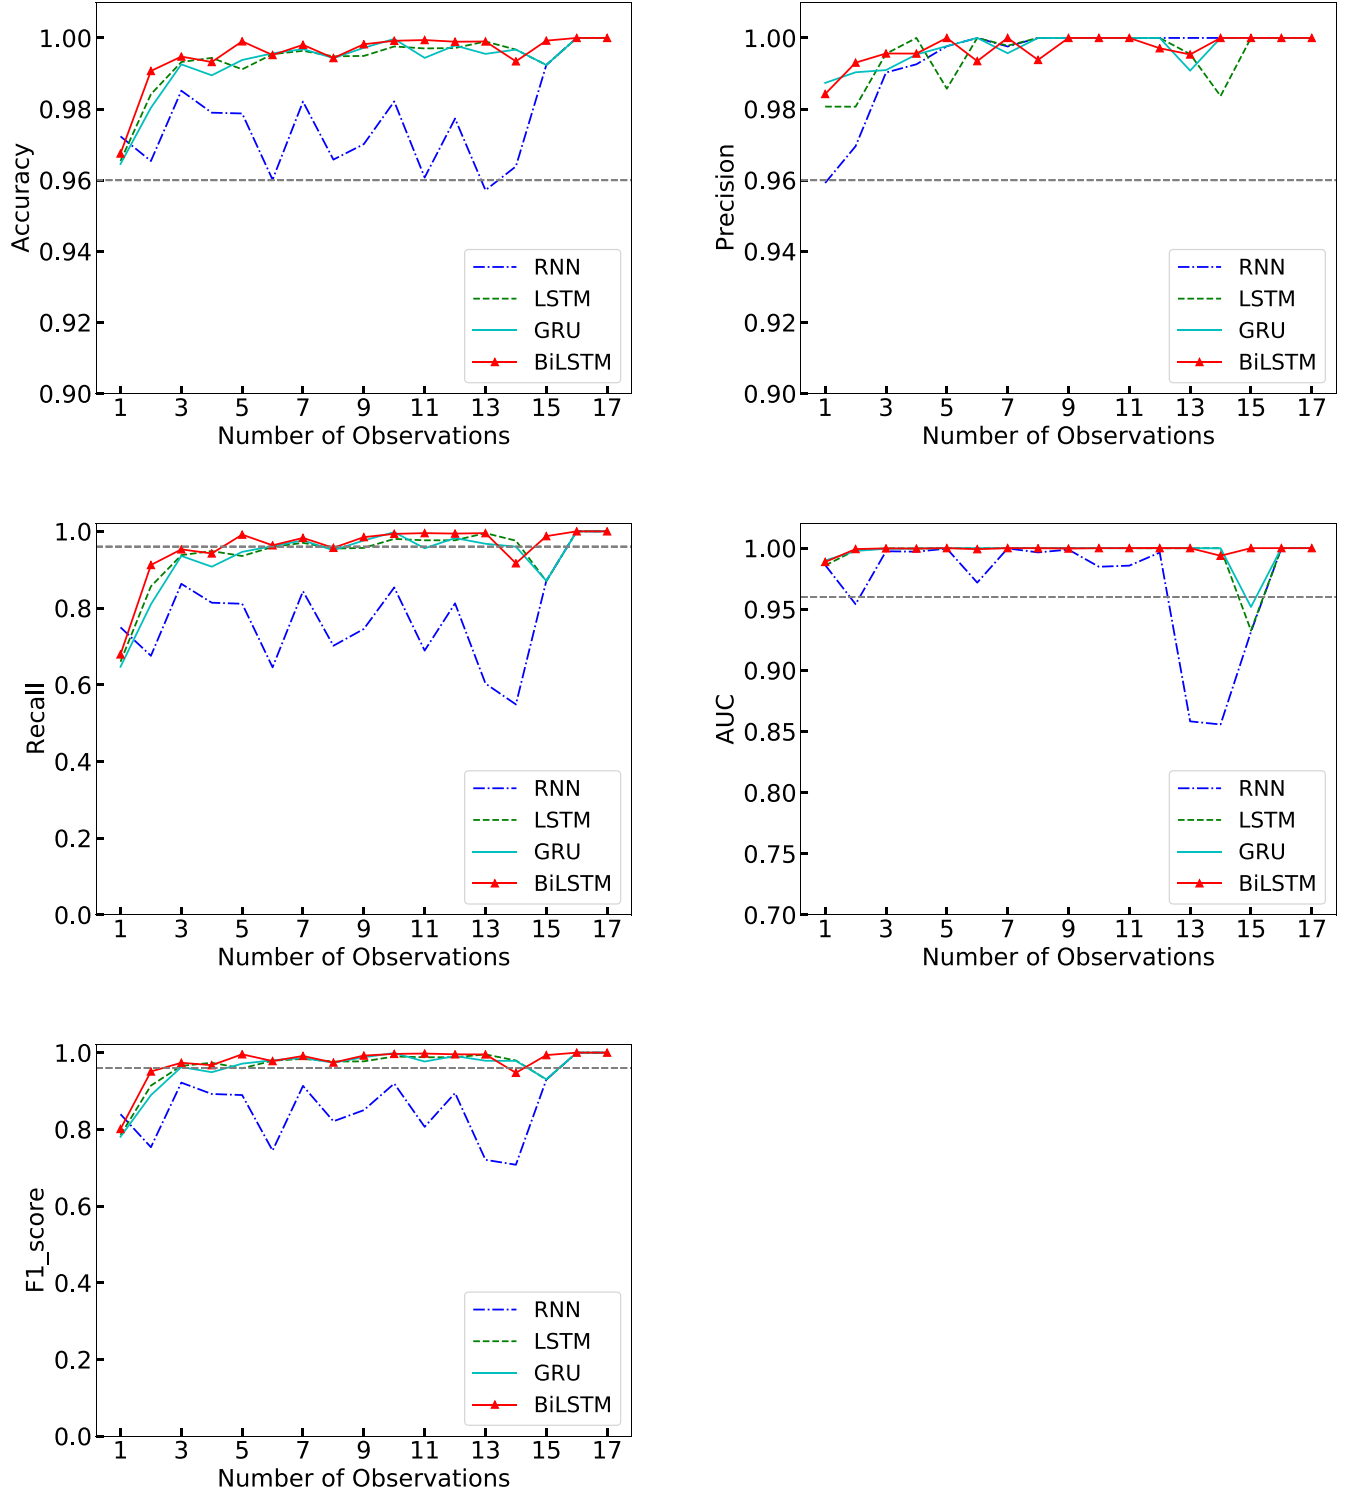 Accuracy
1.00
0.98
0.96
0.94
0.92
0.90
RNN
LSTM
GRU
BiLSTM
1 3 5 7 9 11 13 15 17
Number of Observations
Precision
1.00
0.98
0.96
0.94
0.92
0.90
RNN
LSTM
GRU
BiLSTM
1 3 5 7 9 11 13 15 17
Number of Observations
Recall
1.0
0.8
0.6
0.4
0.2
0.0
RNN
LSTM
GRU
BiLSTM
1 3 5 7 9 11 13 15 17
Number of Observations
AUC
1.00
0.95
0.90
0.85
0.80
0.75
0.70
RNN
LSTM
GRU
BiLSTM
1 3 5 7 9 11 13 15 17
Number of Observations
F1_score
1.0
0.8
0.6
0.4
0.2
0.0
RNN
LSTM
GRU
BiLSTM
1 3 5 7 9 11 13 15 17
Number of Observations